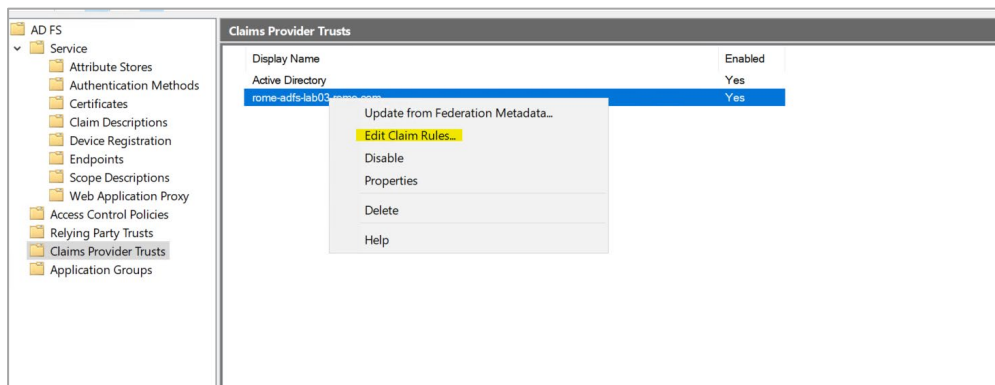 AD FS
Service
Attribute Stores
Authentication Methods
Certificates
Claim Descriptions
Device Registration
Endpoints
Scope Descriptions
Web Application Proxy
Access Control Policies
Relying Party Trusts
Claims Provider Trusts
Application Groups
Claims Provider Trusts
Display Name Enabled
Active Directory Yes
rome-adfs-lab03.rome.com Yes
Update from Federation Metadata...
Edit Claim Rules...
Disable
Properties
Delete
Help